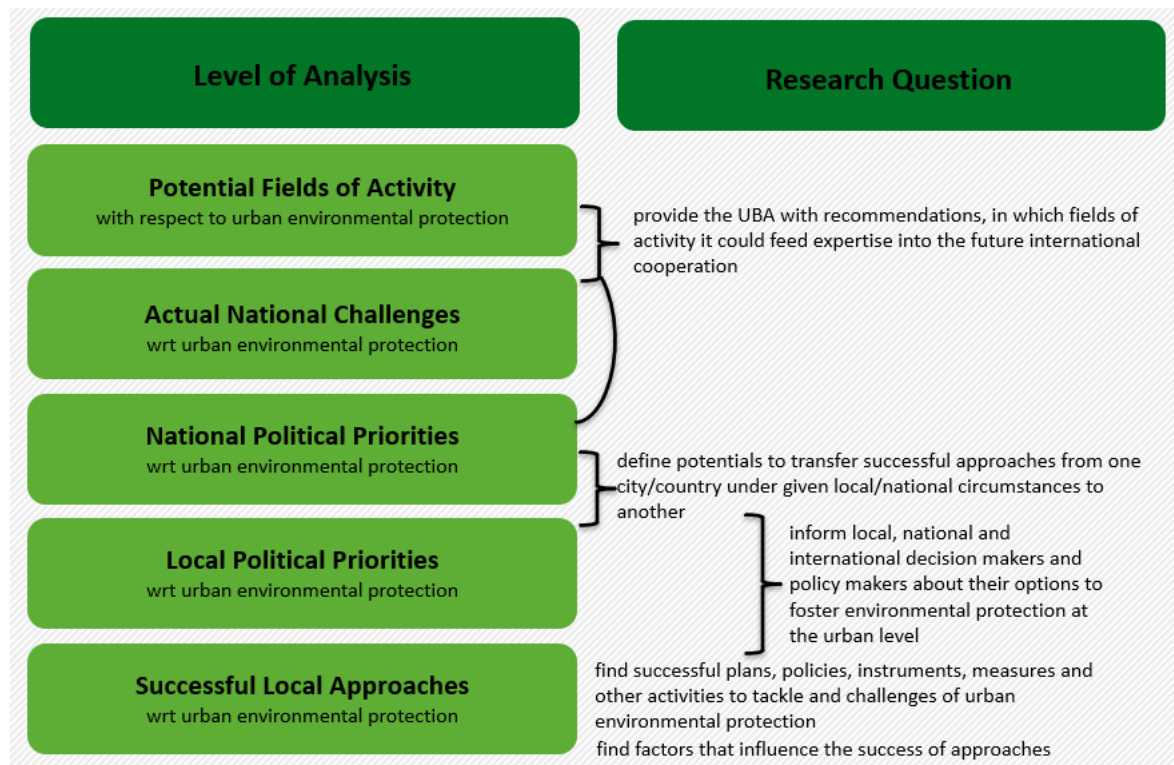 Level of Analysis
Research Question
Potential Fields of Activity
with respect to urban environmental protection
provide the UBA with recommendations, in which fields of
activity it could feed expertise into the future international
cooperation
Actual National Challenges
wrt urban environmental protection
National Political Priorities
wrt urban environmental protection
define potentials to transfer successful approaches from one
city/country under given local/national circumstances to
another
Local Political Priorities
wrt urban environmental protection
inform local, national and
international decision makers and
policy makers about their options to
foster environmental protection at
the urban level
Successful Local Approaches
wrt urban environmental protection
find successful plans, policies, instruments, measures and
other activities to tackle and challenges of urban
environmental protection
find factors that influence the success of approaches